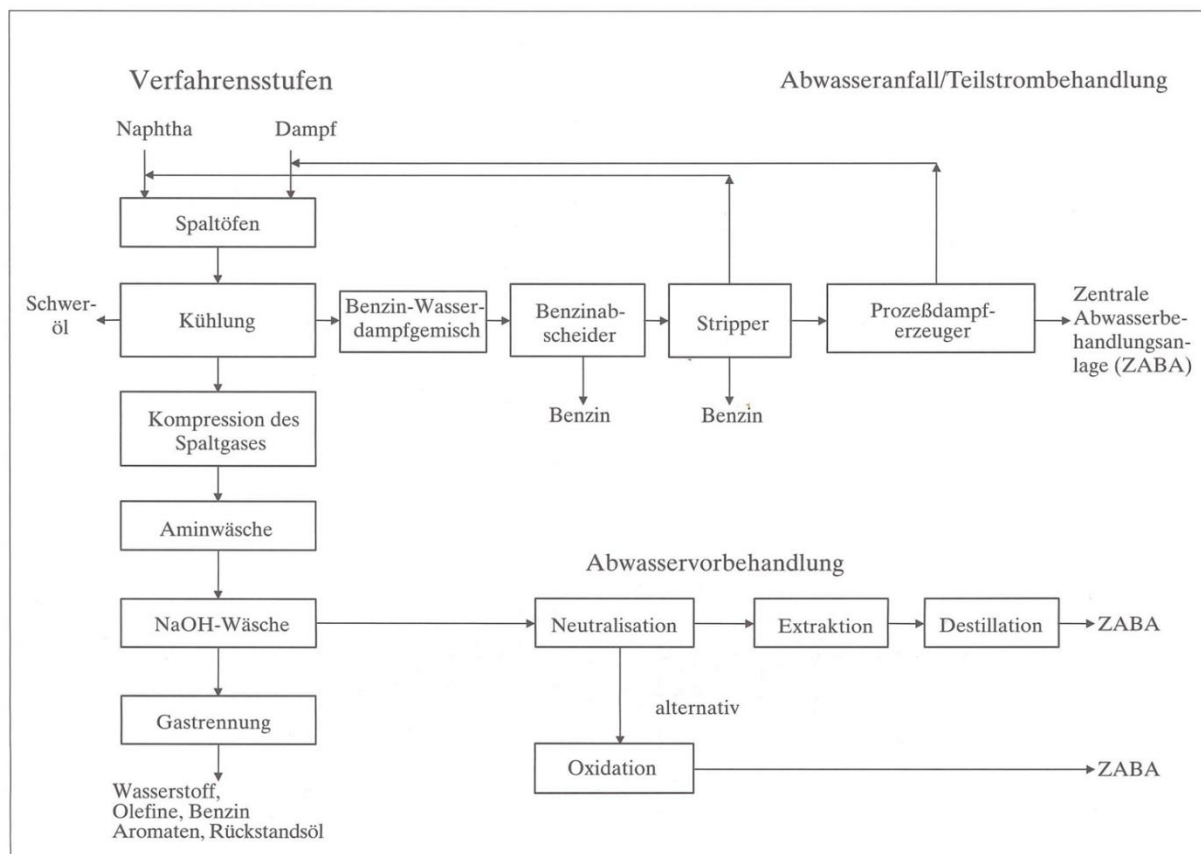 Verfahrensstufen
Abwasseranfall/Teilstrombehandlung
Naphtha
Dampf
Spaltöfen
Schwer-
öl
Kühlung
Benzin-Wasser-
dampfgemisch
Benzinab-
scheider
Stripper
Prozeßdampf-
erzeuger
Zentrale
Abwasserbe-
handlungsan-
lage (ZABA)
Benzin
Benzin
Kompression des
Spaltgases
Aminwäsche
Abwasservorbehandlung
NaOH-Wäsche
Neutralisation
Extraktion
Destillation
ZABA
Gastrennung
alternativ
Oxidation
ZABA
Wasserstoff,
Olefine, Benzin
Aromaten, Rückstandsöl